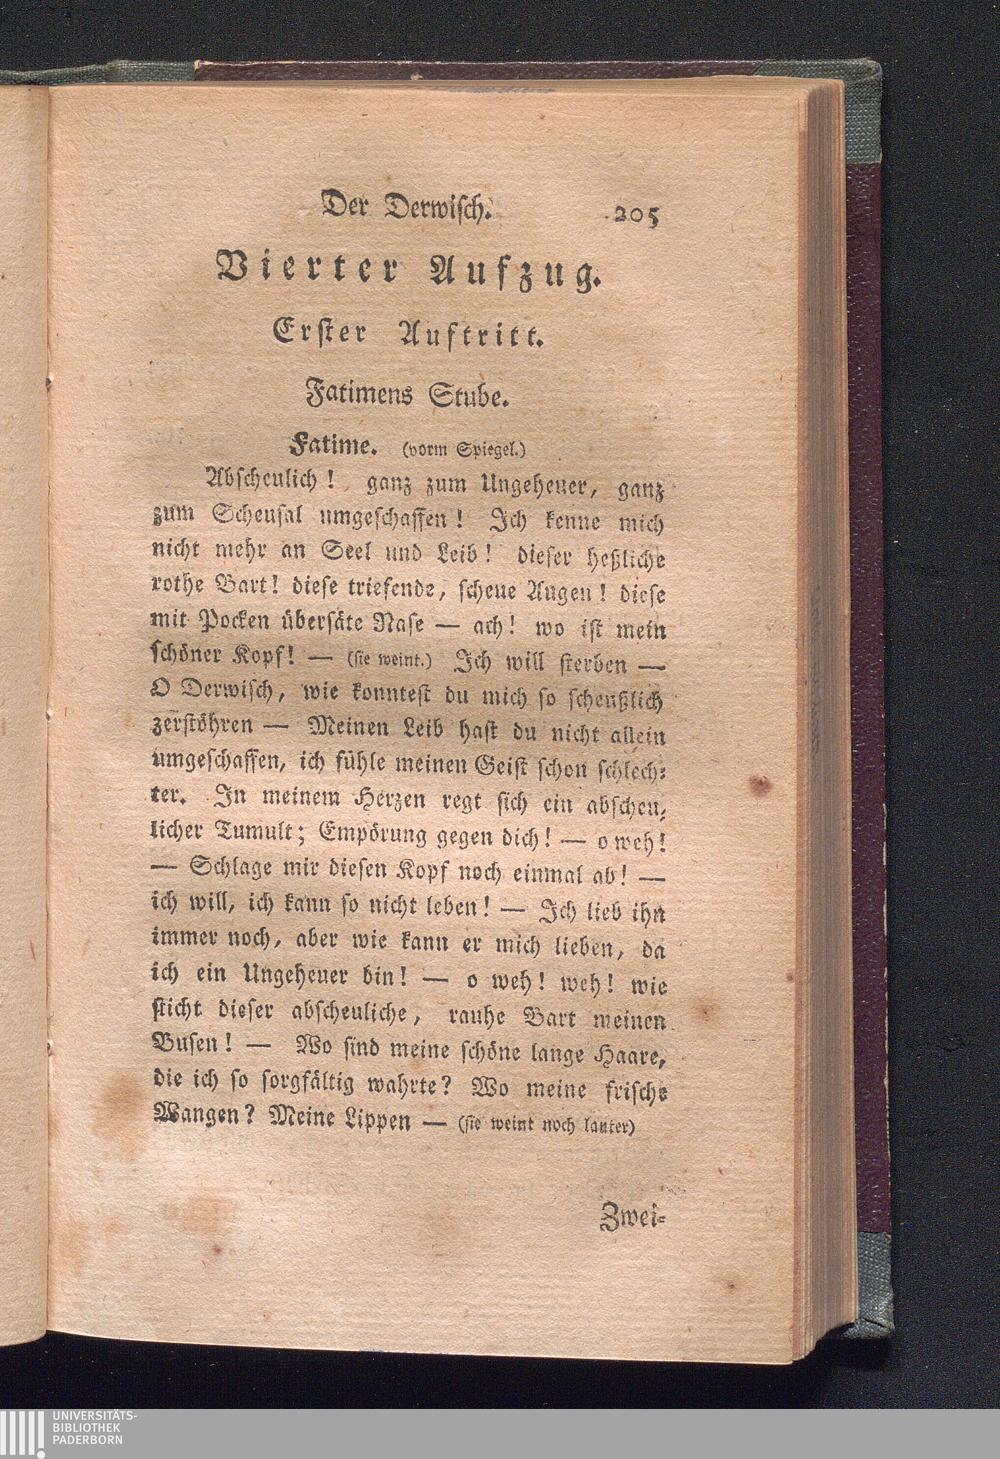 Der Derwiſch. 205
Vierter Aufzug.
Erſter Auftritt.
Fatimens Stube.
Fatime. (vorm Spiegel.)
Abſcheulich! ganz zum Ungeheuer, ganz
zum Scheuſal umgeſchaffen! Ich kenne mich
nicht mehr an Seel und Leib! dieſer heßliche
rothe Bart! dieſe triefende, ſcheue Augen! dieſe
mit Pocken überſäte Naſe — ach! wo iſt mein
ſchöner Kopf! — (ſie weint.) Ich will ſterben —
O Derwiſch, wie konnteſt du mich ſo ſcheußlich
zerſtöhren — Meinen Leib haſt du nicht allein
umgeſchaffen, ich fühle meinen Geiſt ſchon ſchlech⸗
ter. In meinem Herzen regt ſich ein abſcheu⸗
licher Tumult; Empörung gegen dich! — o weh!
— Schlage mir dieſen Kopf noch einmal ab! —
ich will, ich kann ſo nicht leben! — Ich lieb ihn
immer noch, aber wie kann er mich lieben, da
ich ein Ungeheuer bin! — o weh! weh! wie
ſticht dieſer abſcheuliche, rauhe Bart meinen
Buſen! — Wo ſind meine ſchöne lange Haare,
die ich ſo ſorgfältig wahrte? Wo meine friſche
Wangen? Meine Lippen — (ſie weint noch lauter)
Zwei⸗
UNIVERSITÄTS-
BIBLIOTHEK
PADERBORN